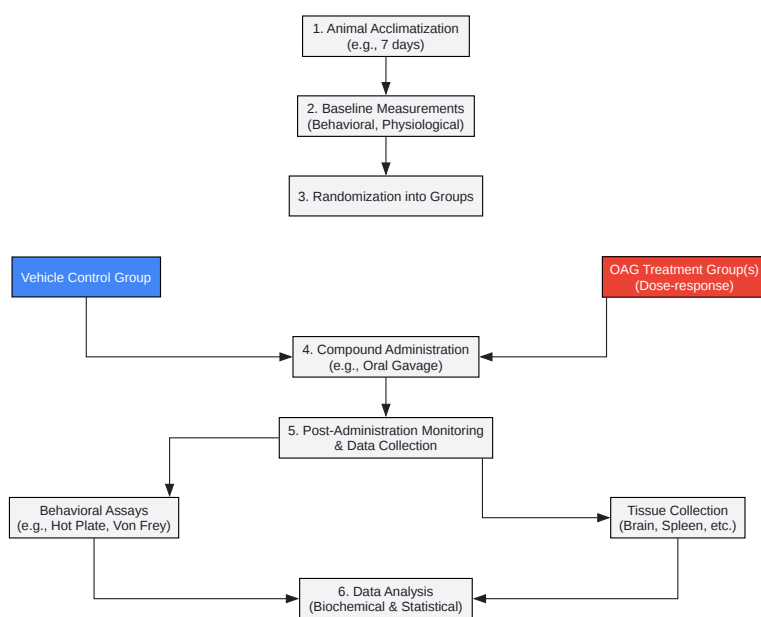 1. Animal Acclimatization
(e.g., 7 days)
2. Baseline Measurements
(Behavioral, Physiological)
3. Randomization into Groups
Vehicle Control Group
OAG Treatment Group(s)
(Dose-response)
4. Compound Administration
(e.g., Oral Gavage)
5. Post-Administration Monitoring
& Data Collection
Behavioral Assays
(e.g., Hot Plate, Von Frey)
Tissue Collection
(Brain, Spleen, etc.)
6. Data Analysis
(Biochemical & Statistical)